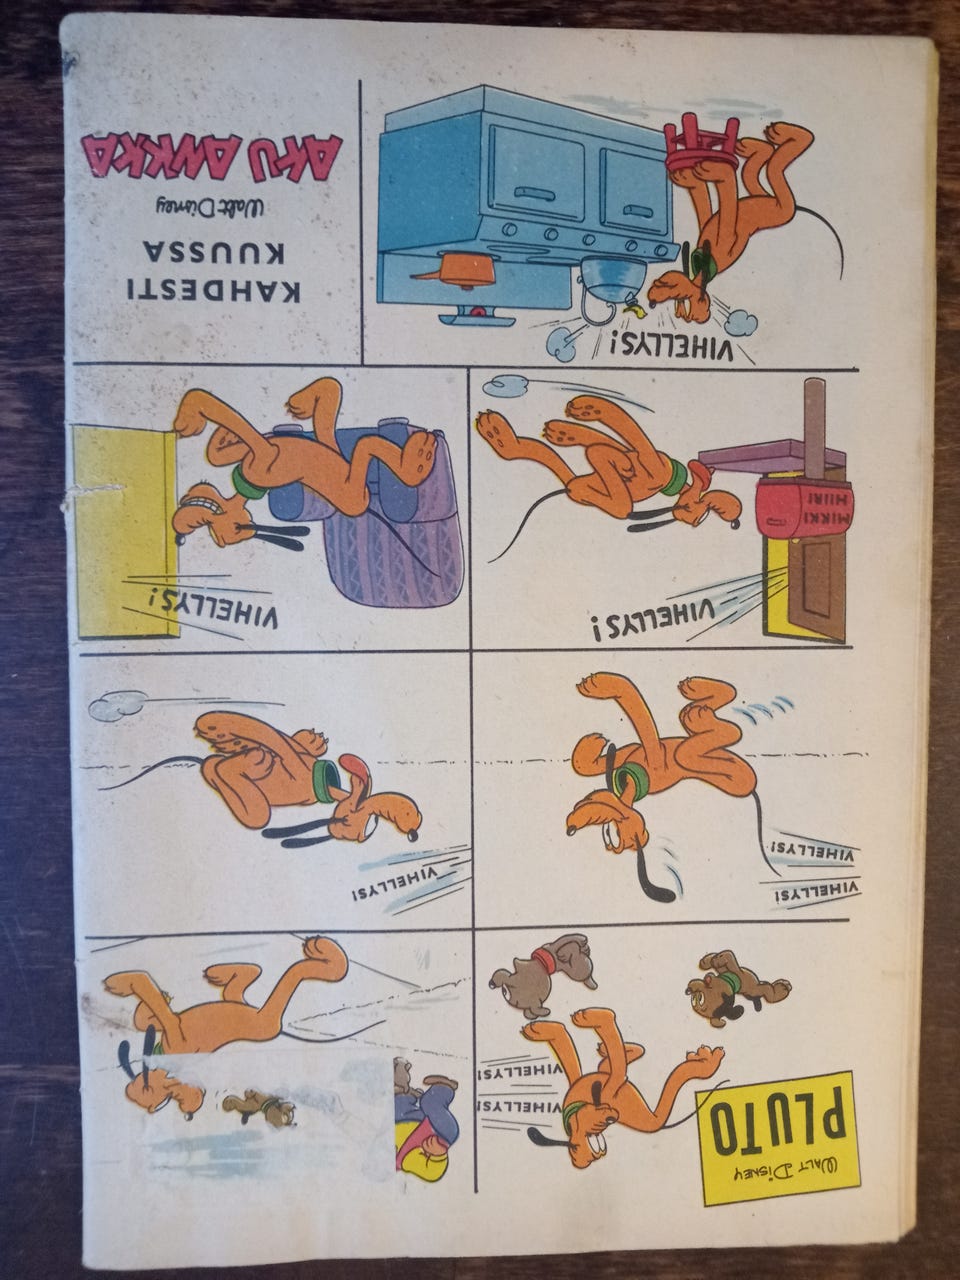 WALT DISNEY
PLUTO
VIHELLYS!
VIHELLYS!
VIHELLYS!
VIHELLYS!
VIHELLYS!
VIHELLYS!
MIKKI
HIIRI
VIHELLYS!
VIHELLYS!
KAHDESTI
KUUSSA
Walt Disney
AKU ANKKA